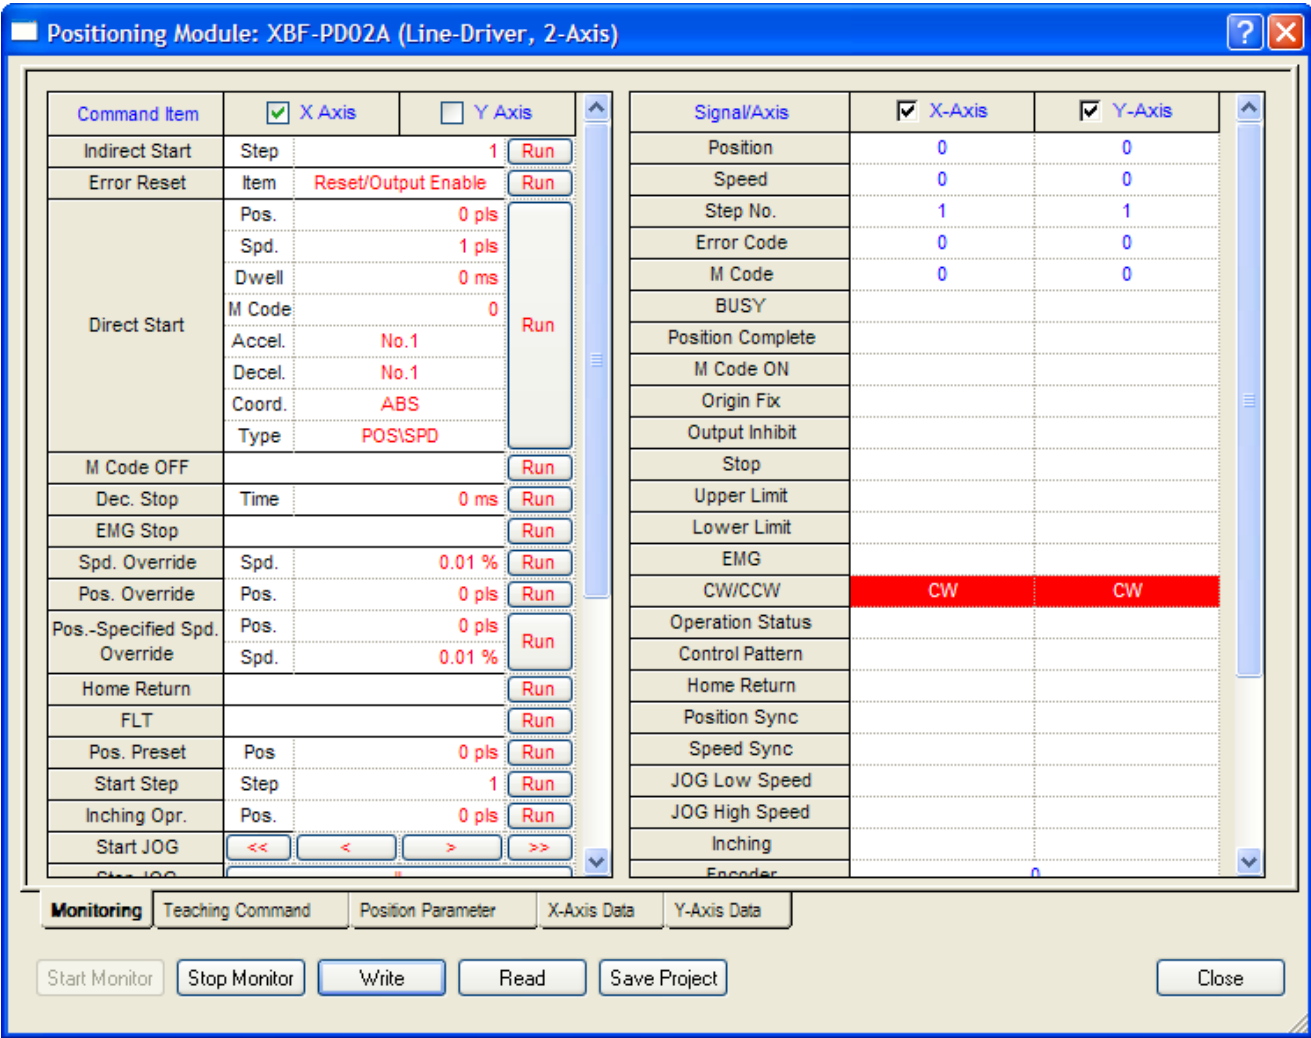 Positioning Module: XBF-PD02A (Line-Driver, 2-Axis)
Command Item X Axis Y Axis
Indirect Start Step 1 Run
Error Reset Item Reset/Output Enable Run
Direct Start Run
Pos. 0 pls
Spd. 1 pls
Dwell 0 ms
M Code 0
Accel. No.1
Decel. No.1
Coord. ABS
Type POS\SPD
M Code OFF Run
Dec. Stop Time 0 ms Run
EMG Stop Run
Spd. Override Spd. 0.01 % Run
Pos. Override Pos. 0 pls Run
Pos.-Specified Spd. Pos. 0 pls Run
Override Spd. 0.01 %
Home Return Run
FLT Run
Pos. Preset Pos 0 pls Run
Start Step Step 1 Run
Inching Opr. Pos. 0 pls Run
Start JOG << < > >>
Stop JOG
Signal/Axis X-Axis Y-Axis
Position 0 0
Speed 0 0
Step No. 1 1
Error Code 0 0
M Code 0 0
BUSY
Position Complete
M Code ON
Origin Fix
Output Inhibit
Stop
Upper Limit
Lower Limit
EMG
CW/CCW CW CW
Operation Status
Control Pattern
Home Return
Position Sync
Speed Sync
JOG Low Speed
JOG High Speed
Inching
Encoder 0
Monitoring Teaching Command Position Parameter X-Axis Data Y-Axis Data
Start Monitor Stop Monitor Write Read Save Project Close